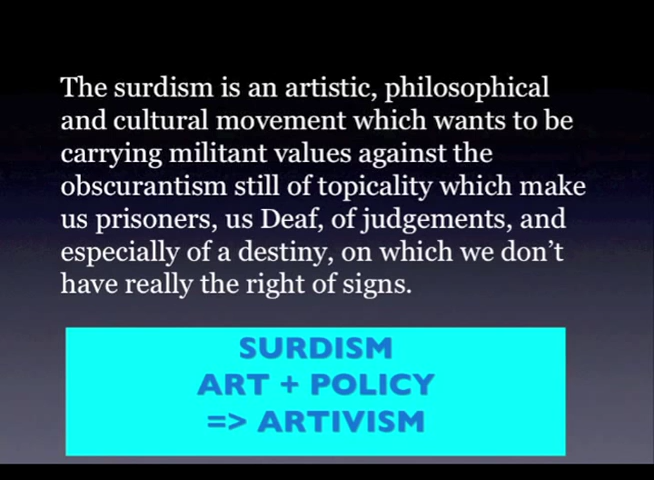 The surdism is an artistic, philosophical
and cultural movement which wants to be
carrying militant values against the
obscurantism still of topicality which make
us prisoners, us Deaf, of judgements, and
especially of a destiny, on which we don't
have really the right of signs.
SURDISM
ART + POLICY
=> ARTIVISM